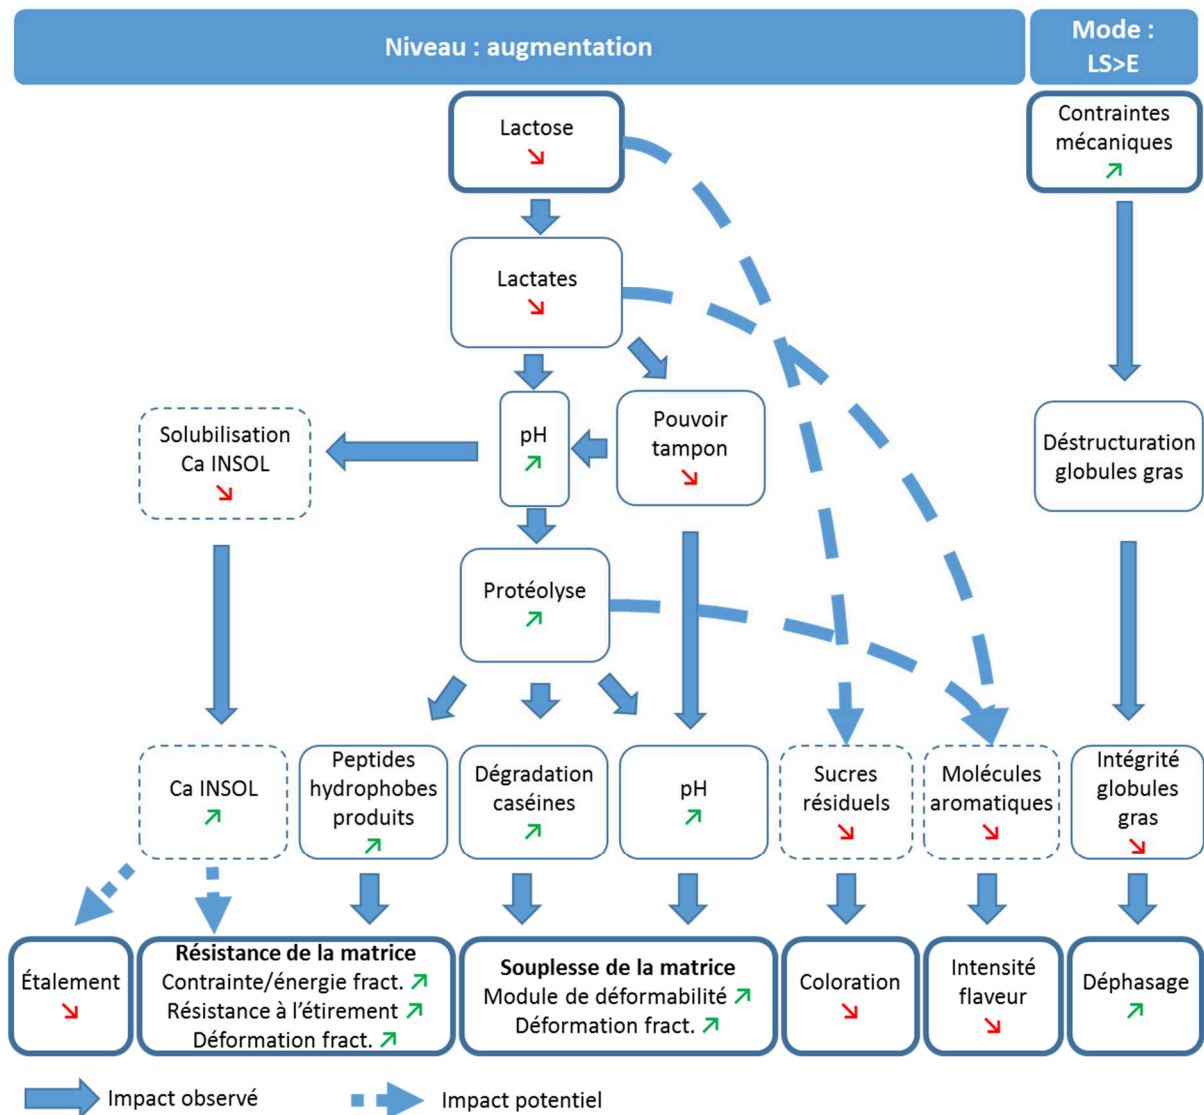 Niveau : augmentation
Mode :
LS>E
Lactose
↘
Contraintes
mécaniques
↗
Lactates
↘
Solubilisation
Ca INSOL
↘
pH
↗
Pouvoir
tampon
↘
Déstructuration
globules gras
Protéolyse
↗
Ca INSOL
↗
Peptides
hydrophobes
produits
↗
Dégradation
caséines
↗
pH
↗
Sucres
résiduels
↘
Molécules
aromatiques
↘
Intégrité
globules
gras
↘
Étalement
↘
Résistance de la matrice
Contrainte/énergie fract. ↗
Résistance à l'étirement ↗
Déformation fract. ↗
Souplesse de la matrice
Module de déformabilité ↗
Déformation fract. ↗
Coloration
↘
Intensité
flaveur
↘
Déphasage
↗
Impact observé
Impact potentiel